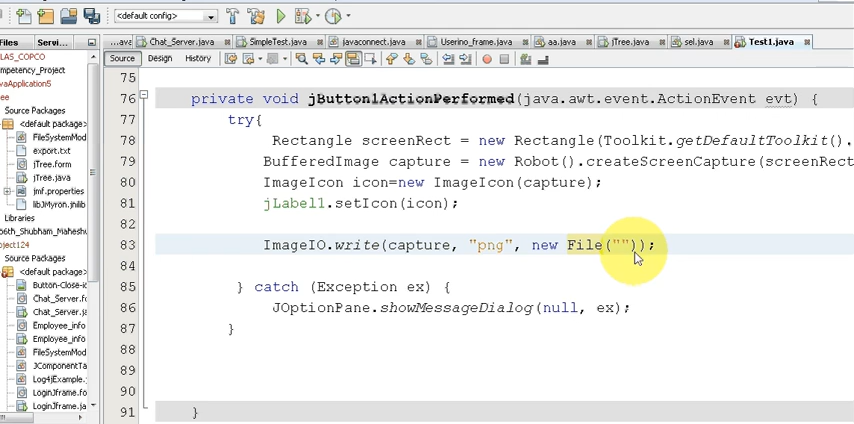 <default config>
Files Servi...
...ava Chat_Server.java SimpleTest.java javaconnect.java Userino_frame.java aa.java jTree.java sel.java Test1.java
Source Design History
LAS_COPCO
mpetency_Project
avaApplication5
ee
Source Packages
<default package>
FileSystemMod
export.txt
jTree.form
jTree.java
jmf.properties
libJMyron.jnilib
Libraries
06th_Shubham_Maheshw
oject124
Source Packages
<default package>
Button-Close-ic
Chat_Server.fo
Chat_Server.ja
Employee_info
Employee_info
FileSystemMod
JComponentTa
Log4jExample.j
LoginJframe.fo
LoginJframe.ja
75
76 private void jButton1ActionPerformed(java.awt.event.ActionEvent evt) {
77 try{
78 Rectangle screenRect = new Rectangle(Toolkit.getDefaultToolkit().
79 BufferedImage capture = new Robot().createScreenCapture(screenRect
80 ImageIcon icon=new ImageIcon(capture);
81 jLabel1.setIcon(icon);
82
83 ImageIO.write(capture, "png", new File(""));
84
85 } catch (Exception ex) {
86 JOptionPane.showMessageDialog(null, ex);
87 }
88
89
90
91 }